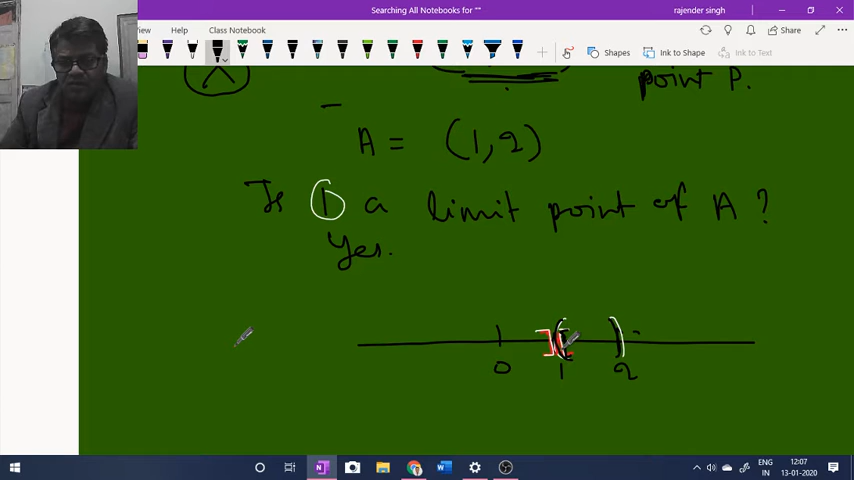 Searching All Notebooks for ""
rajender singh
View Help Class Notebook
Share
Shapes Ink to Shape Ink to Text
point P.
A = (1,2)
Is 1 a limit point of A ?
Yes.
0 1 2
ENG 12:07
IN 13-01-2020